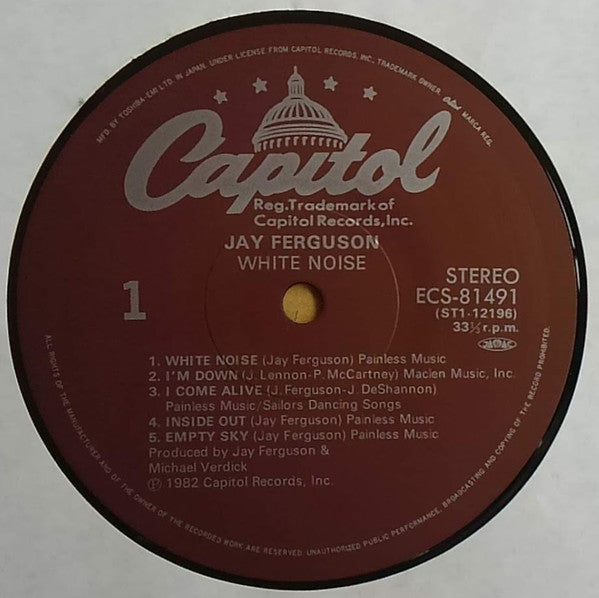 MFD. BY TOSHIBA-EMI LTD. IN JAPAN. UNDER LICENSE FROM CAPITOL RECORDS, INC., TRADEMARK OWNER. Capitol MARCA REG.
Capitol
Reg.Trademark of
Capitol Records,Inc.
JAY FERGUSON
WHITE NOISE
1
STEREO
ECS-81491
(ST1-12196)
33⅓ r.p.m.
JASRAC
1. WHITE NOISE (Jay Ferguson) Painless Music
2. I'M DOWN (J. Lennon-P. McCartney) Maclen Music, Inc.
3. I COME ALIVE (J. Ferguson-J. DeShannon)
Painless Music/Sailors Dancing Songs
4. INSIDE OUT (Jay Ferguson) Painless Music
5. EMPTY SKY (Jay Ferguson) Painless Music
Produced by Jay Ferguson &
Michael Verdick
Ⓟ 1982 Capitol Records, Inc.
ALL RIGHTS OF THE MANUFACTURER AND OF THE OWNER OF THE RECORDED WORK ARE RESERVED. UNAUTHORIZED PUBLIC PERFORMANCE, BROADCASTING AND COPYING OF THE RECORD PROHIBITED.